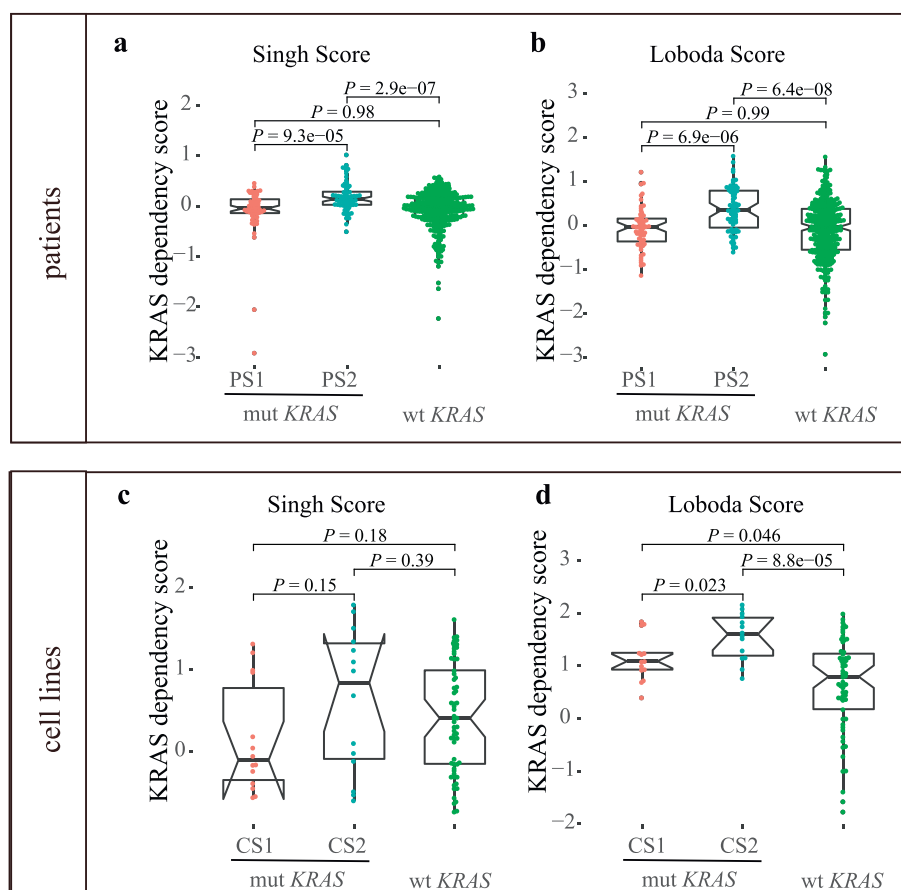 patients
a
Singh Score
KRAS dependency score
2
1
0
−1
−2
−3
P = 2.9e−07
P = 0.98
P = 9.3e−05
PS1
PS2
mut KRAS
wt KRAS
b
Loboda Score
KRAS dependency score
3
2
1
0
−1
−2
−3
P = 6.4e−08
P = 0.99
P = 6.9e−06
PS1
PS2
mut KRAS
wt KRAS
cell lines
c
Singh Score
KRAS dependency score
2
1
0
P = 0.18
P = 0.39
P = 0.15
CS1
CS2
mut KRAS
wt KRAS
d
Loboda Score
KRAS dependency score
3
2
1
0
−1
−2
P = 0.046
P = 8.8e−05
P = 0.023
CS1
CS2
mut KRAS
wt KRAS